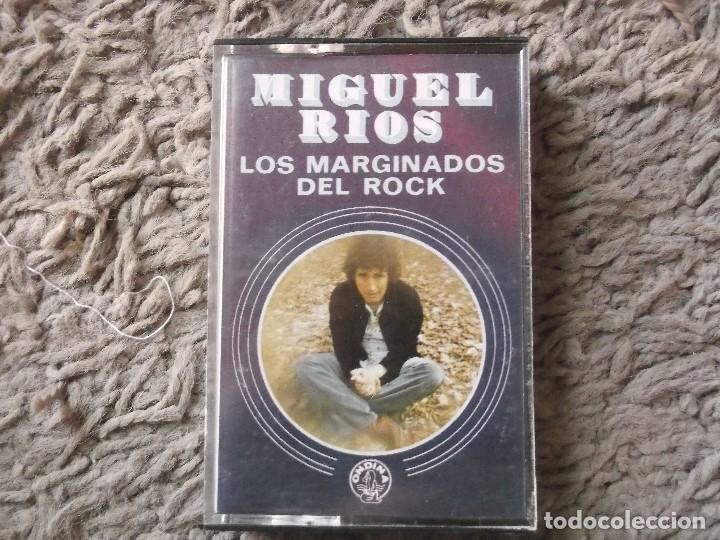 MIGUEL
RIOS
LOS MARGINADOS
DEL ROCK
ONDINA
todocoleccion